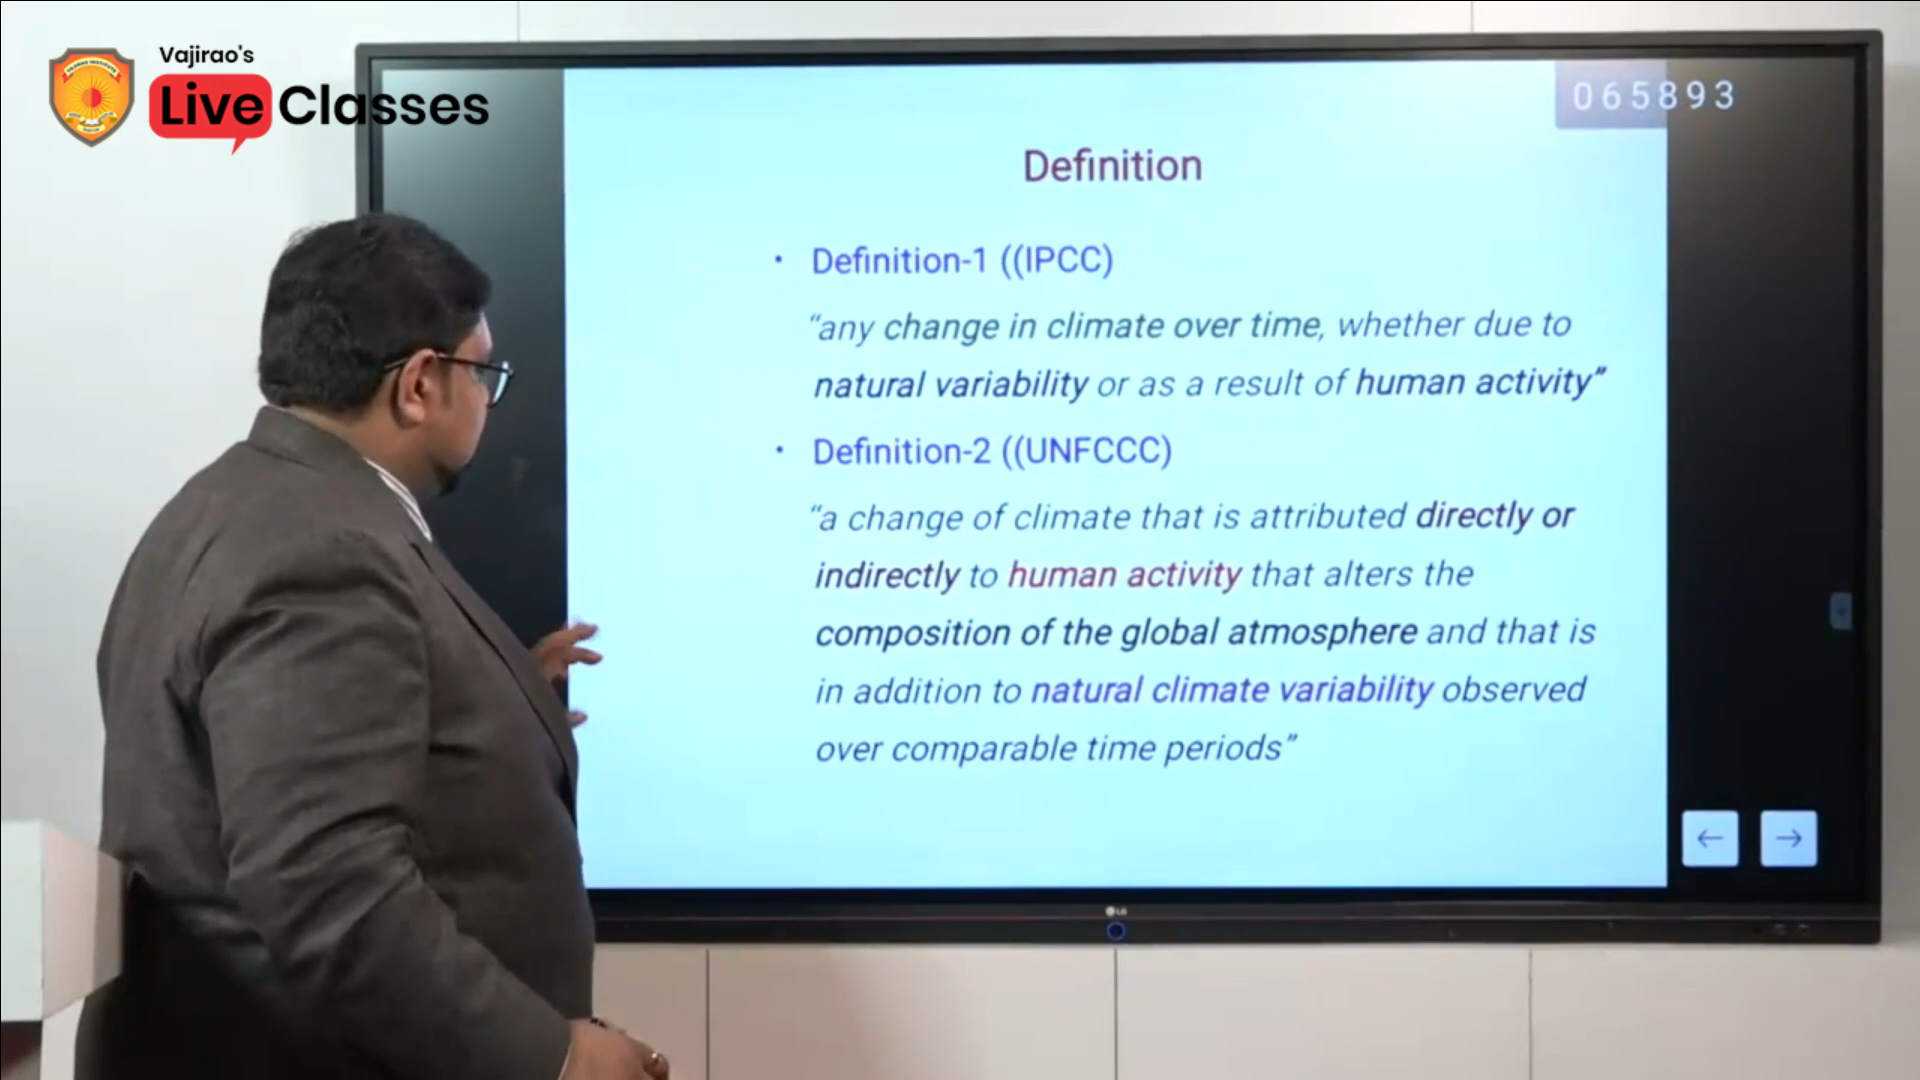 Vajirao's
Live Classes
065893
Definition
• Definition-1 ((IPCC)
“any change in climate over time, whether due to
natural variability or as a result of human activity”
• Definition-2 ((UNFCCC)
“a change of climate that is attributed directly or
indirectly to human activity that alters the
composition of the global atmosphere and that is
in addition to natural climate variability observed
over comparable time periods”
LG